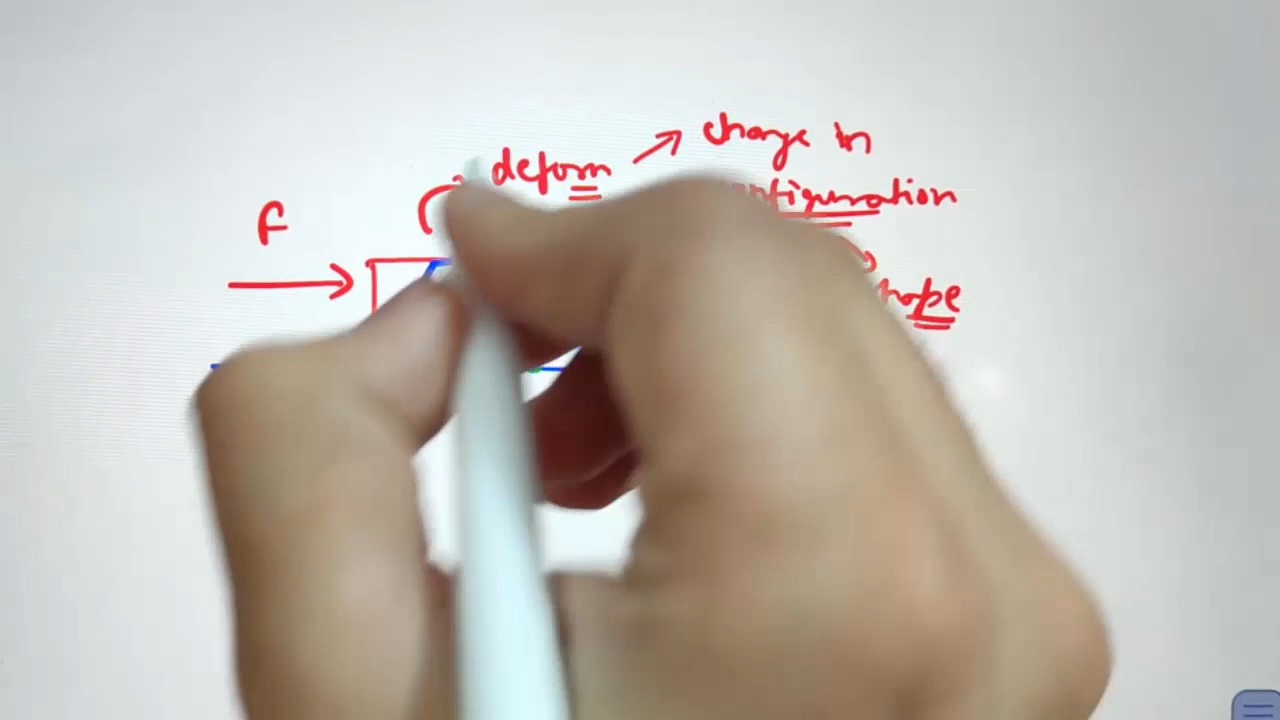 change in
deform
configuration
F
shape